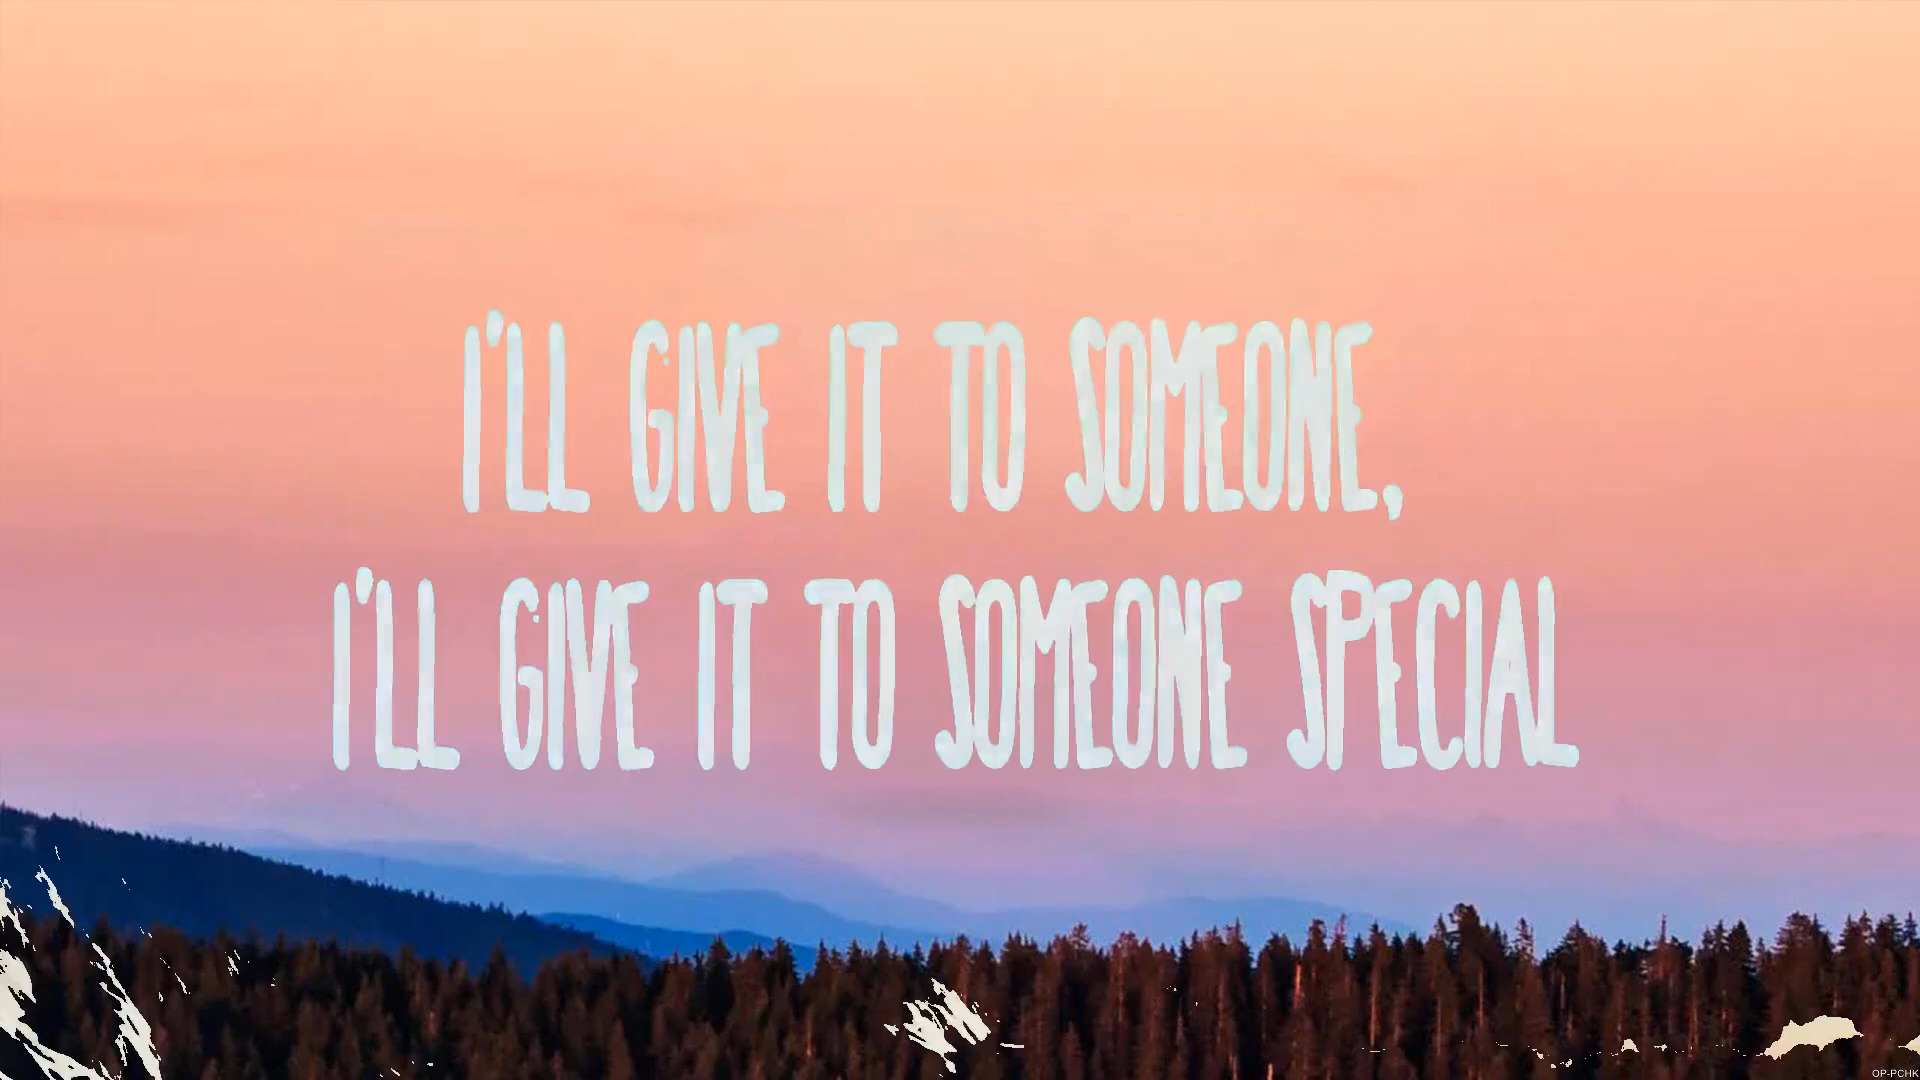 I'LL GIVE IT TO SOMEONE,
I'LL GIVE IT TO SOMEONE SPECIAL
OP-PCHK